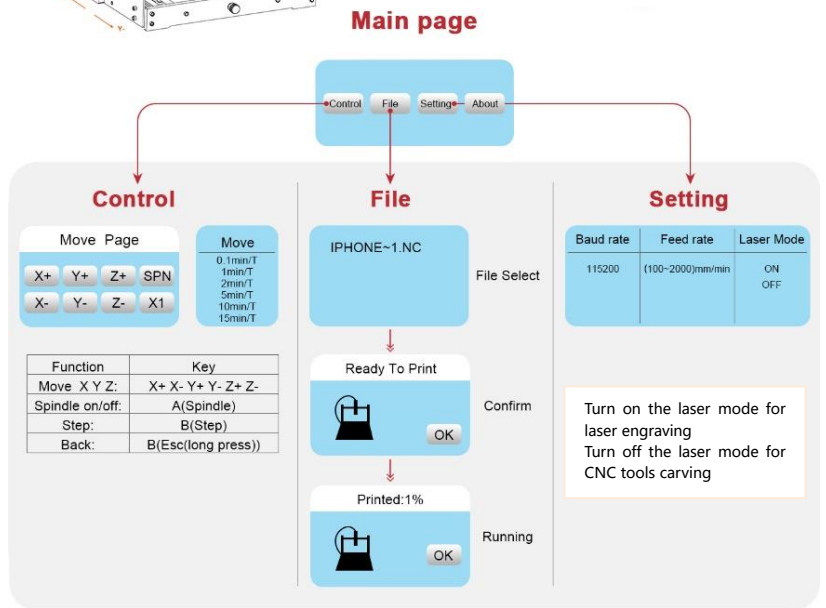 Y-
Main page
Control File Setting About
Control
Move Page
X+ Y+ Z+ SPN
X- Y- Z- X1
Move
0.1min/T
1min/T
2min/T
5min/T
10min/T
15min/T
Function Key
Move X Y Z: X+ X- Y+ Y- Z+ Z-
Spindle on/off: A(Spindle)
Step: B(Step)
Back: B(Esc(long press))
File
IPHONE~1.NC
File Select
Ready To Print
OK
Confirm
Printed:1%
OK
Running
Setting
Baud rate Feed rate Laser Mode
115200 (100~2000)mm/min ON
OFF
Turn on the laser mode for
laser engraving
Turn off the laser mode for
CNC tools carving